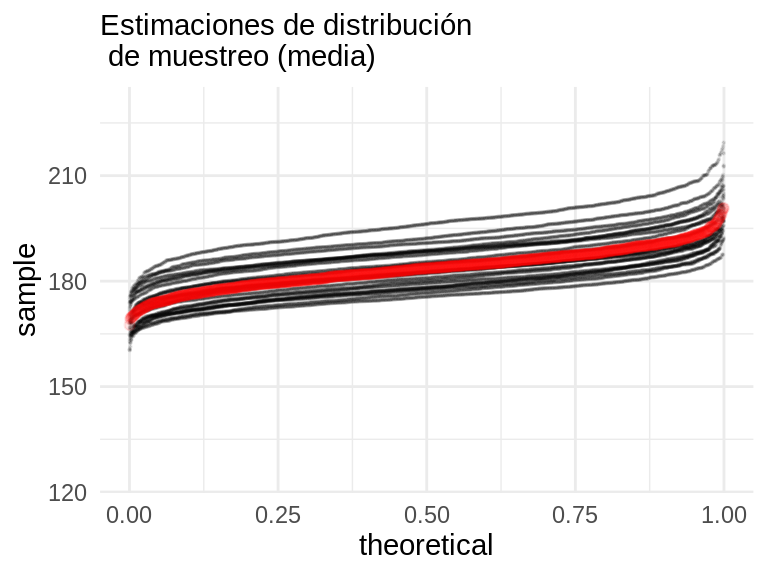 Estimaciones de distribución
de muestreo (media)
sample
210
180
150
120
0.00 0.25 0.50 0.75 1.00
theoretical